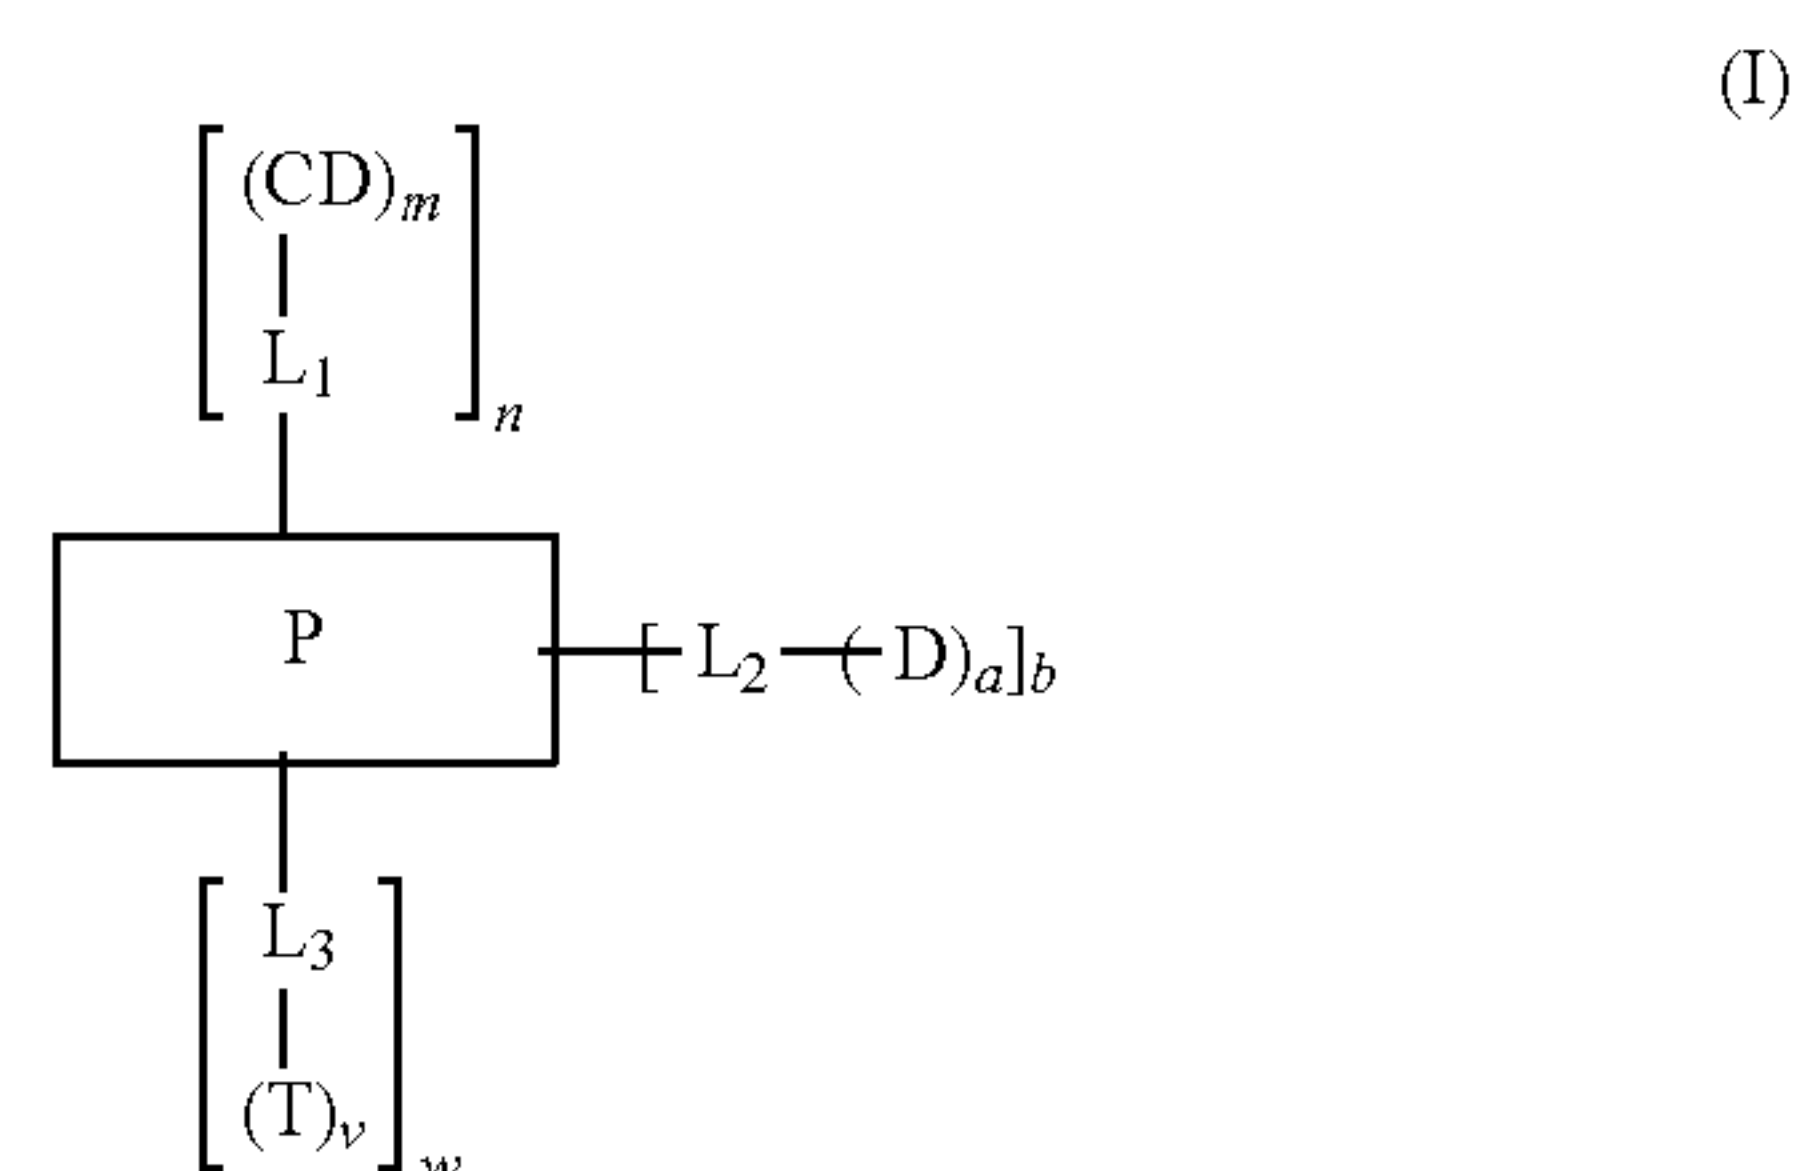 (I)
[(CD)m
L1]n
P
[L2—(D)a]b
[L3
(T)v]w